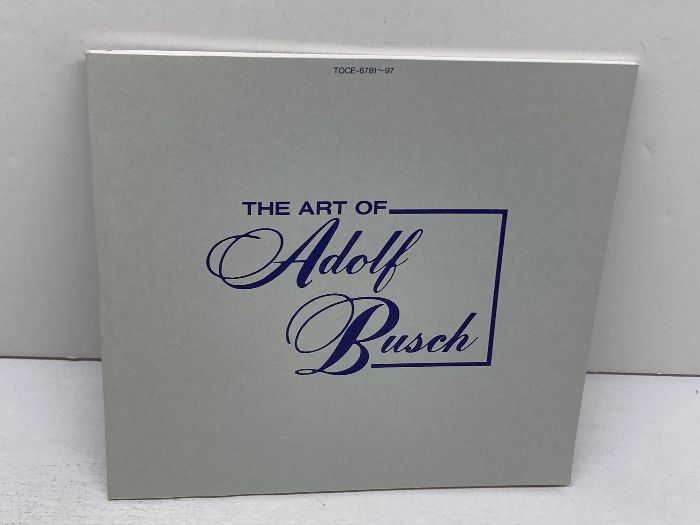 TOCE-6781~97
THE ART OF
Adolf
Busch